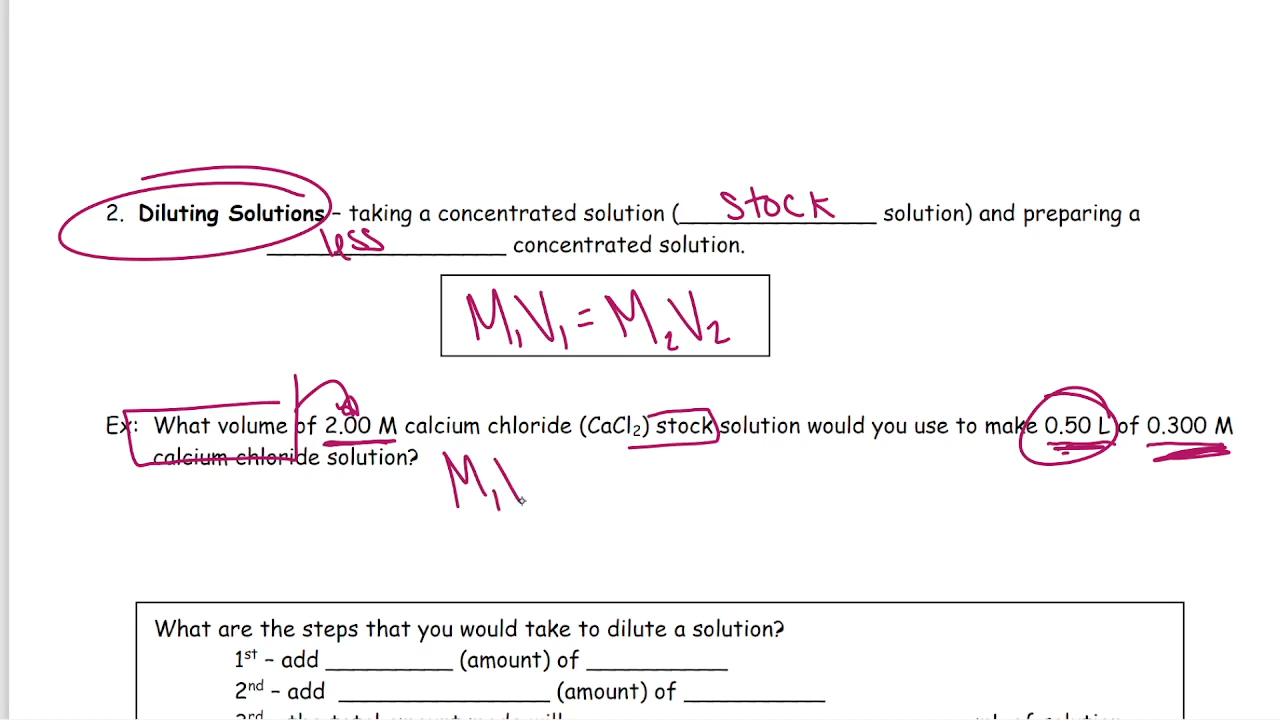 2. Diluting Solutions – taking a concentrated solution (stock solution) and preparing a
less concentrated solution.
M₁V₁ = M₂V₂
Ex: What volume of 2.00 M calcium chloride (CaCl₂) stock solution would you use to make 0.50 L of 0.300 M
calcium chloride solution?
M₁
What are the steps that you would take to dilute a solution?
1st – add __________ (amount) of ___________
2nd – add ________________ (amount) of ___________